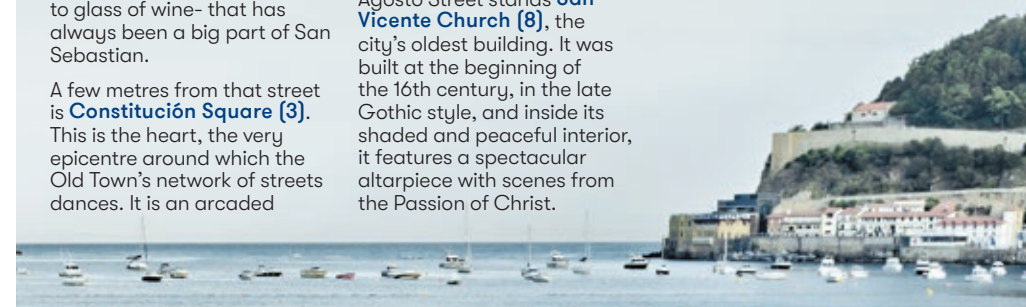 to glass of wine- that has
always been a big part of San
Sebastian.
A few metres from that street
is Constitución Square (3).
This is the heart, the very
epicentre around which the
Old Town's network of streets
dances. It is an arcaded
Agosto Street stands San
Vicente Church (8), the
city's oldest building. It was
built at the beginning of
the 16th century, in the late
Gothic style, and inside its
shaded and peaceful interior,
it features a spectacular
altarpiece with scenes from
the Passion of Christ.